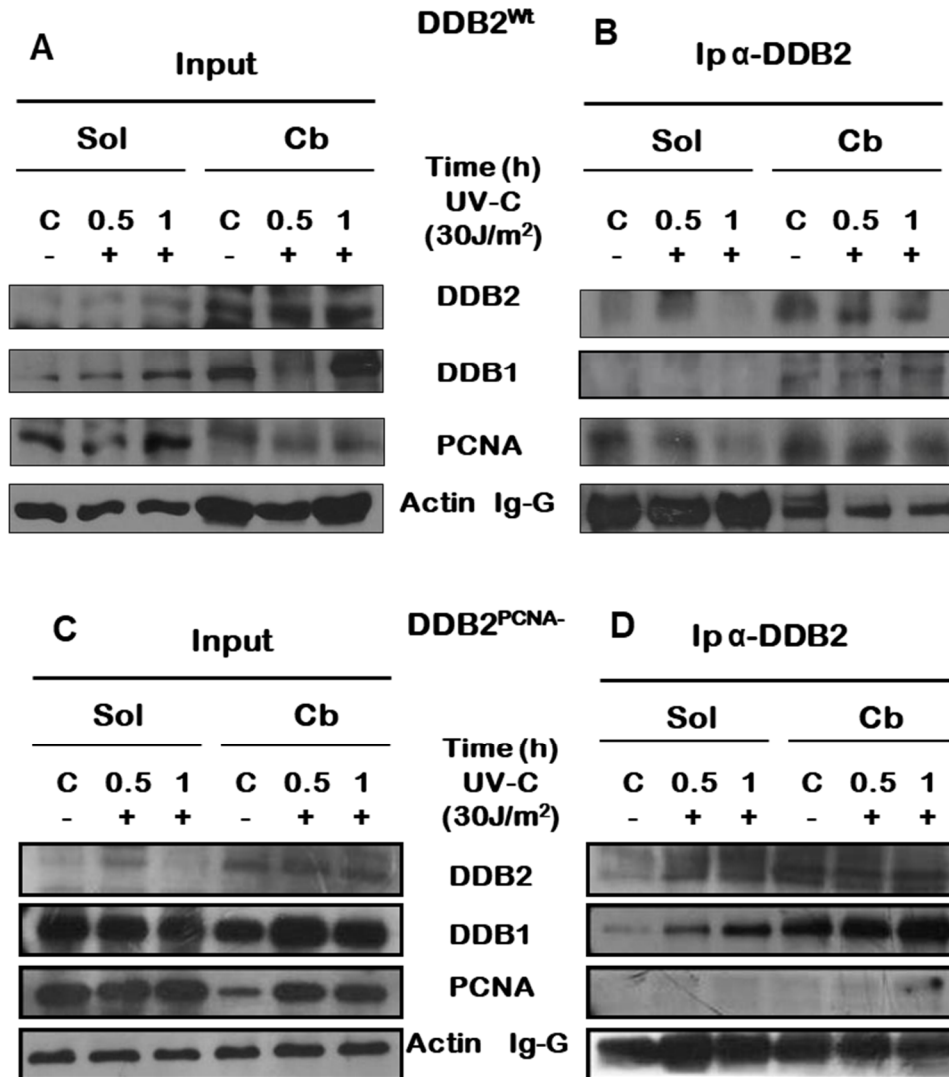 DDB2Wt
A
Input
Sol Cb
C 0.5 1 C 0.5 1
- + + - + +
B
Ip α-DDB2
Sol Cb
C 0.5 1 C 0.5 1
- + + - + +
Time (h)
UV-C
(30J/m2)
DDB2
DDB1
PCNA
Actin Ig-G
DDB2PCNA-
C
Input
Sol Cb
C 0.5 1 C 0.5 1
- + + - + +
D
Ip α-DDB2
Sol Cb
C 0.5 1 C 0.5 1
- + + - + +
Time (h)
UV-C
(30J/m2)
DDB2
DDB1
PCNA
Actin Ig-G